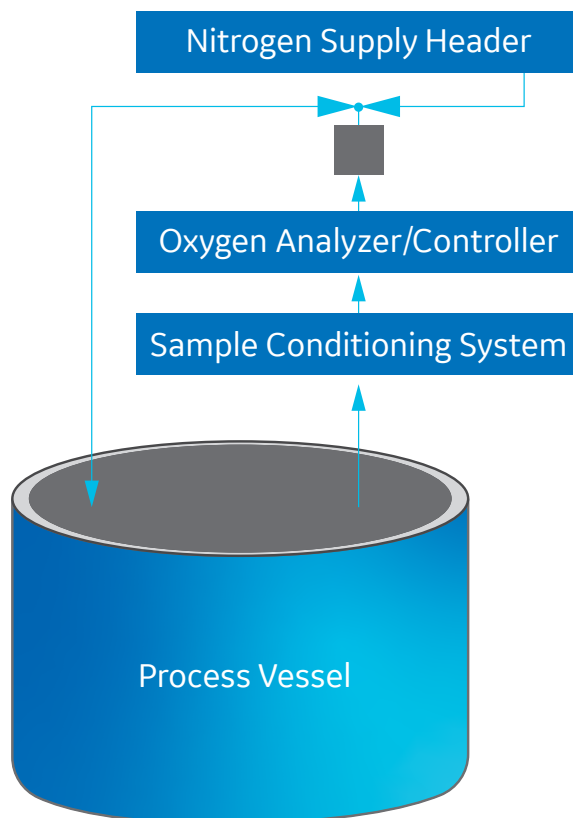 Nitrogen Supply Header
Oxygen Analyzer/Controller
Sample Conditioning System
Process Vessel